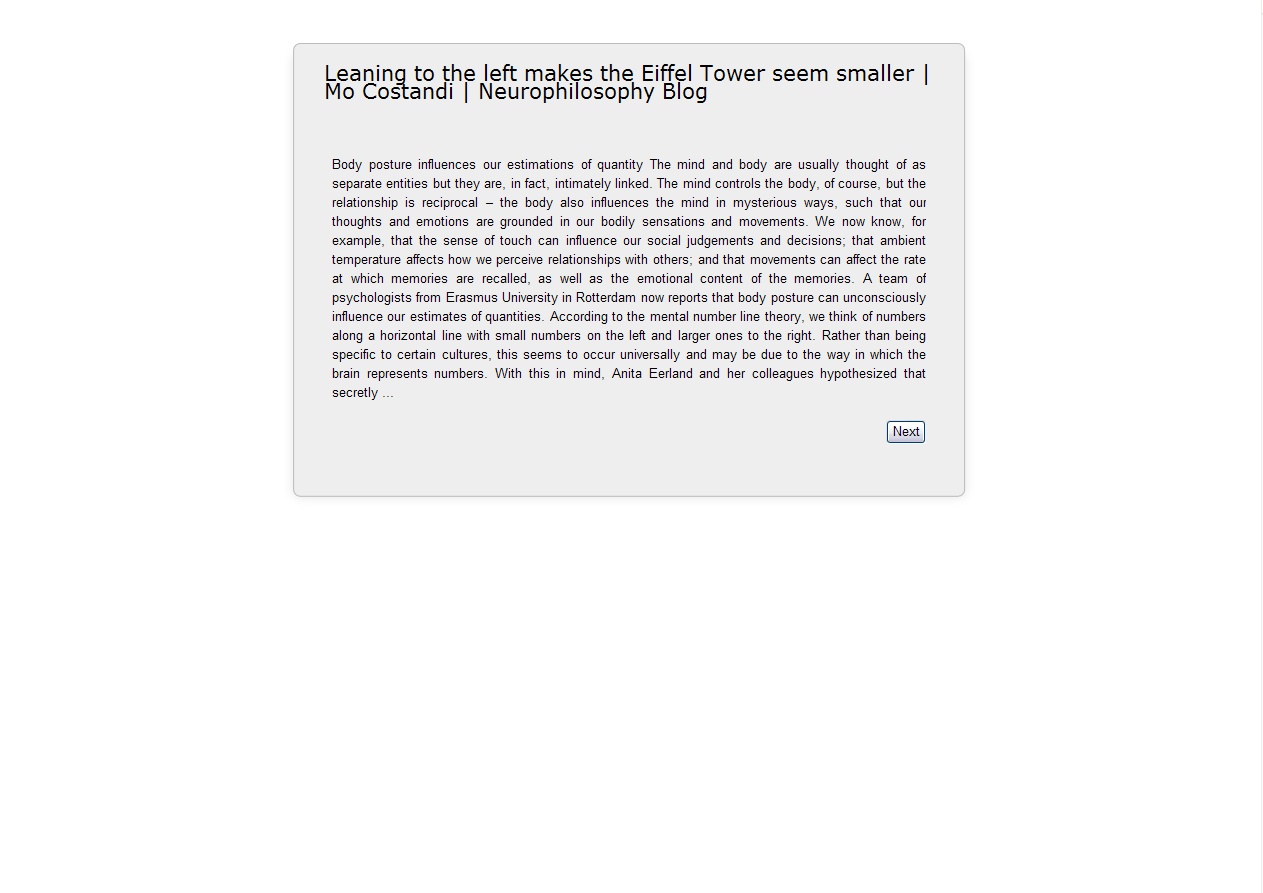 Leaning to the left makes the Eiffel Tower seem smaller |
Mo Costandi | Neurophilosophy Blog
Body posture influences our estimations of quantity The mind and body are usually thought of as
separate entities but they are, in fact, intimately linked. The mind controls the body, of course, but the
relationship is reciprocal – the body also influences the mind in mysterious ways, such that our
thoughts and emotions are grounded in our bodily sensations and movements. We now know, for
example, that the sense of touch can influence our social judgements and decisions; that ambient
temperature affects how we perceive relationships with others; and that movements can affect the rate
at which memories are recalled, as well as the emotional content of the memories. A team of
psychologists from Erasmus University in Rotterdam now reports that body posture can unconsciously
influence our estimates of quantities. According to the mental number line theory, we think of numbers
along a horizontal line with small numbers on the left and larger ones to the right. Rather than being
specific to certain cultures, this seems to occur universally and may be due to the way in which the
brain represents numbers. With this in mind, Anita Eerland and her colleagues hypothesized that
secretly ...
Next